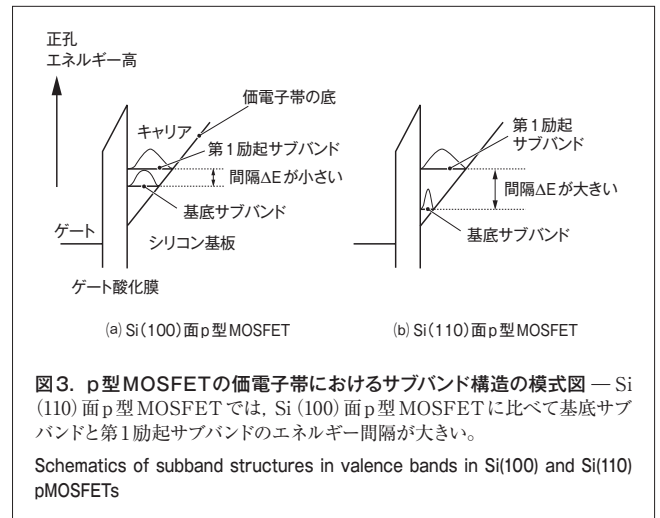 正孔
エネルギー高
価電子帯の底
キャリア
第1励起サブバンド
間隔ΔEが小さい
基底サブバンド
ゲート
シリコン基板
ゲート酸化膜
(a) Si(100)面p型MOSFET
第1励起
サブバンド
間隔ΔEが大きい
基底サブバンド
(b) Si(110)面p型MOSFET
図3. p型MOSFETの価電子帯におけるサブバンド構造の模式図 — Si
(110)面p型MOSFETでは, Si (100)面p型MOSFETに比べて基底サブ
バンドと第1励起サブバンドのエネルギー間隔が大きい。
Schematics of subband structures in valence bands in Si(100) and Si(110)
pMOSFETs